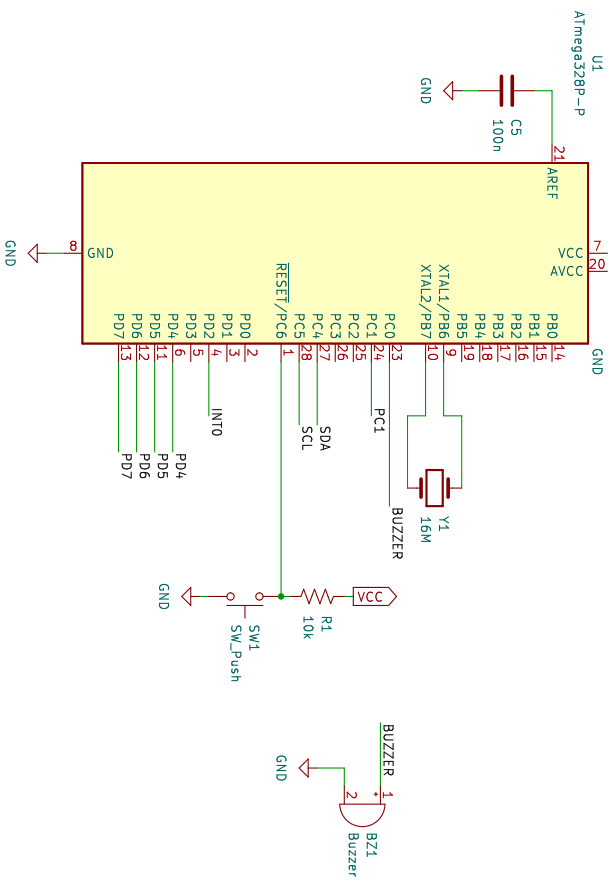 U1
ATmega328P-P
GND
C5
100n
21
AREF
7
VCC
20
AVCC
8
GND
GND
GND
RESET/PC6
XTAL2/PB7
XTAL1/PB6
PD7
PD6
PD5
PD4
PD3
PD2
PD1
PD0
PC5
PC4
PC3
PC2
PC1
PC0
PB5
PB4
PB3
PB2
PB1
PB0
13
12
11
6
5
4
3
2
1
28
27
26
25
24
23
10
9
19
18
17
16
15
14
INT0
SCL
SDA
PC1
BUZZER
PD7
PD6
PD5
PD4
Y1
16M
VCC
R1
10k
GND
SW1
SW_Push
BUZZER
GND
1
+
2
BZ1
Buzzer